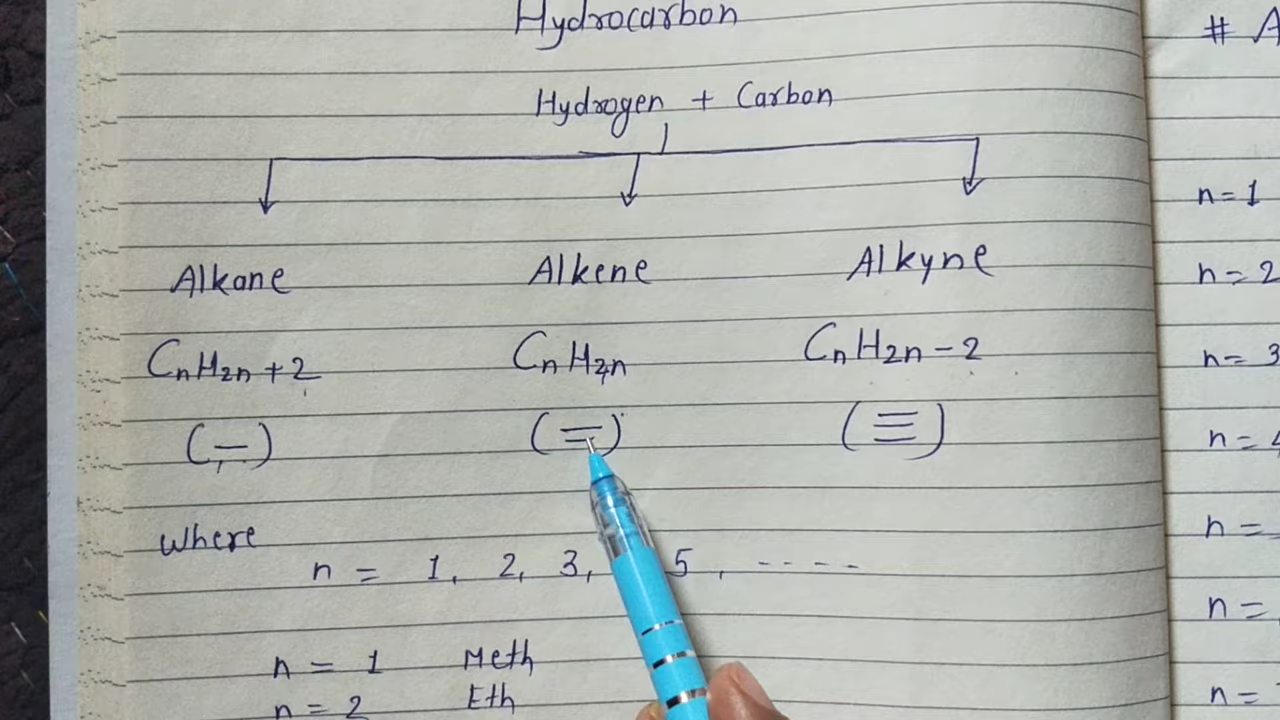 Hydrocarbon
Hydrogen + Carbon
Alkane Alkene Alkyne
CnH2n+2 CnH2n CnH2n-2
(-) (=) (≡)
where
n = 1, 2, 3, 5, ----
n = 1 Meth
n = 2 Eth
# A
n = 1
n = 2
n = 3
n =
n =
n =
n =